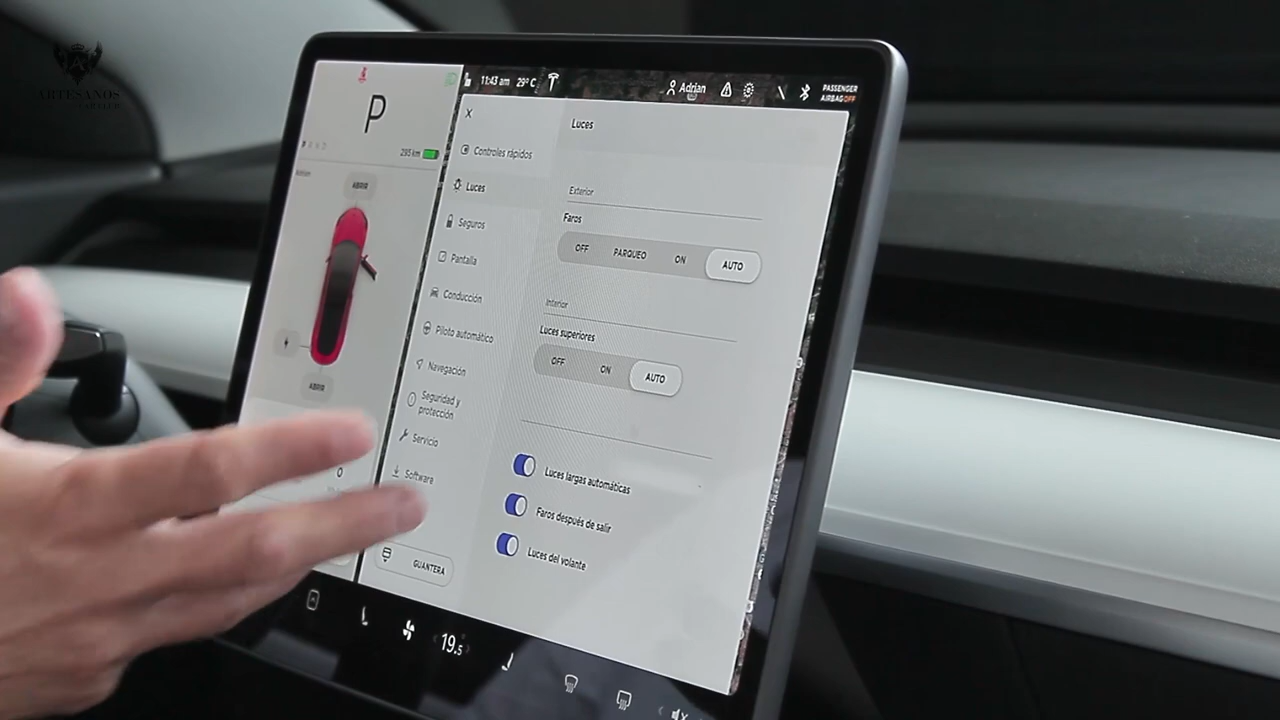 ARTESANOS
P
295 km
ABRIR
ABRIR
0
11:43 am 29°C
Adrian
PASSENGER
AIRBAG OFF
Controles rápidos
Luces
Seguros
Pantalla
Conducción
Piloto automático
Navegación
Seguridad y
protección
Servicio
Software
GUANTERA
Luces
Exterior
Faros
OFF PARQUEO ON AUTO
Interior
Luces superiores
OFF ON AUTO
Luces largas automáticas
Faros después de salir
Luces del volante
19.5